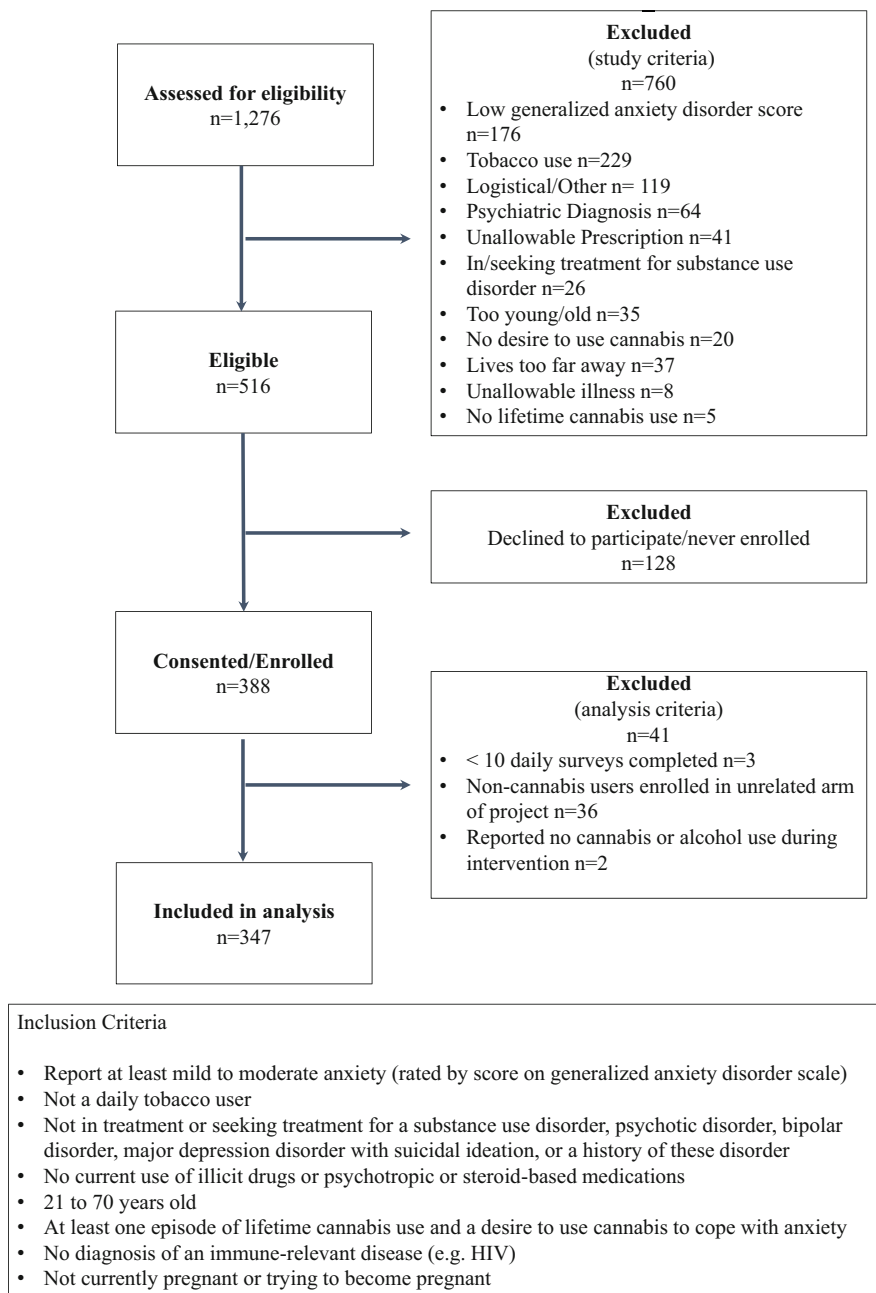 Assessed for eligibility
n=1,276
Excluded
(study criteria)
n=760
• Low generalized anxiety disorder score
n=176
• Tobacco use n=229
• Logistical/Other n= 119
• Psychiatric Diagnosis n=64
• Unallowable Prescription n=41
• In/seeking treatment for substance use
disorder n=26
• Too young/old n=35
• No desire to use cannabis n=20
• Lives too far away n=37
• Unallowable illness n=8
• No lifetime cannabis use n=5
Eligible
n=516
Excluded
Declined to participate/never enrolled
n=128
Consented/Enrolled
n=388
Excluded
(analysis criteria)
n=41
• < 10 daily surveys completed n=3
• Non-cannabis users enrolled in unrelated arm
of project n=36
• Reported no cannabis or alcohol use during
intervention n=2
Included in analysis
n=347
Inclusion Criteria
• Report at least mild to moderate anxiety (rated by score on generalized anxiety disorder scale)
• Not a daily tobacco user
• Not in treatment or seeking treatment for a substance use disorder, psychotic disorder, bipolar
disorder, major depression disorder with suicidal ideation, or a history of these disorder
• No current use of illicit drugs or psychotropic or steroid-based medications
• 21 to 70 years old
• At least one episode of lifetime cannabis use and a desire to use cannabis to cope with anxiety
• No diagnosis of an immune-relevant disease (e.g. HIV)
• Not currently pregnant or trying to become pregnant